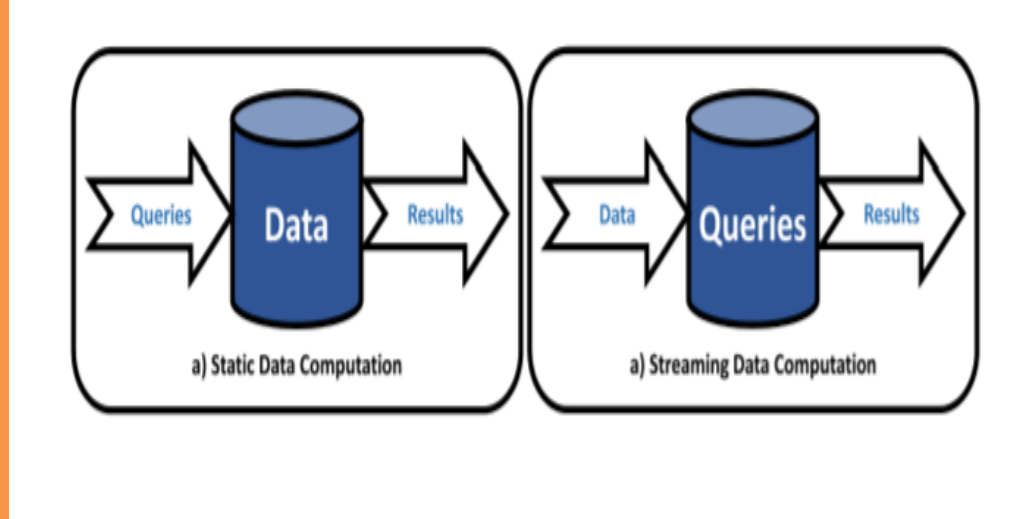 Queries
Data
Results
a) Static Data Computation
Data
Queries
Results
a) Streaming Data Computation